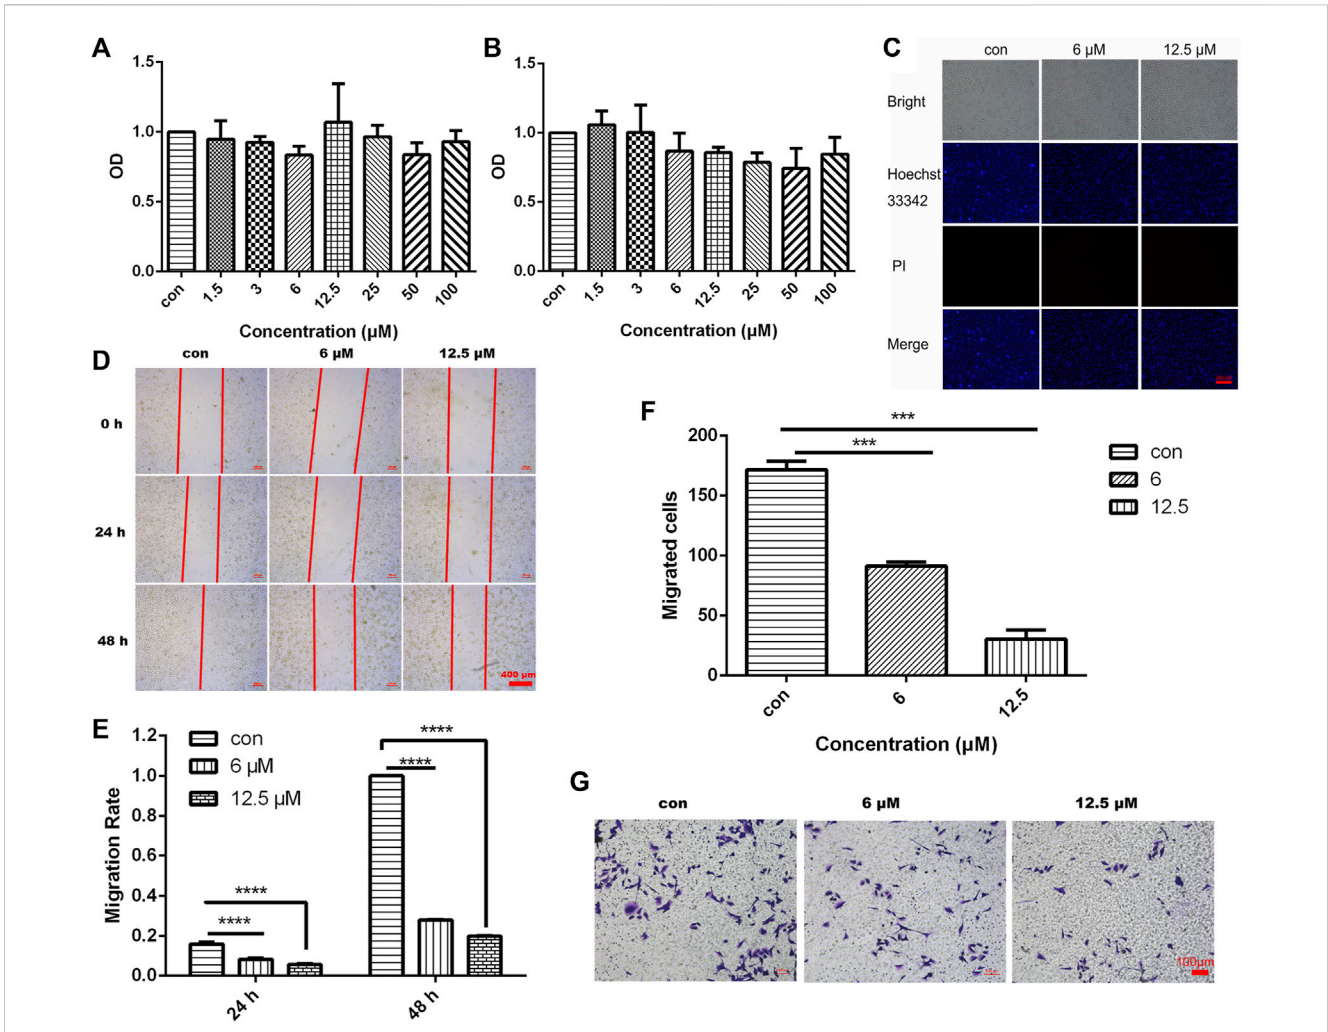 A
1.5
1.0
0.5
0.0
OD
con
1.5
3
6
12.5
25
50
100
Concentration (µM)
B
1.5
1.0
0.5
0.0
OD
con
1.5
3
6
12.5
25
50
100
Concentration (µM)
C
con
6 µM
12.5 µM
Bright
Hoechst
33342
PI
Merge
D
con
6 µM
12.5 µM
0 h
24 h
48 h
400 µm
F
***
***
200
150
100
50
0
Migrated cells
con
6
12.5
Concentration (µM)
con
6
12.5
E
1.2
1.0
0.8
0.6
0.4
0.2
0.0
Migration Rate
con
6 µM
12.5 µM
****
****
****
****
24 h
48 h
G
con
6 µM
12.5 µM
100µm